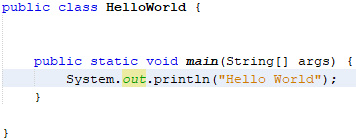 public class HelloWorld {
public static void main(String[] args) {
System.out.println("Hello World");
}
}